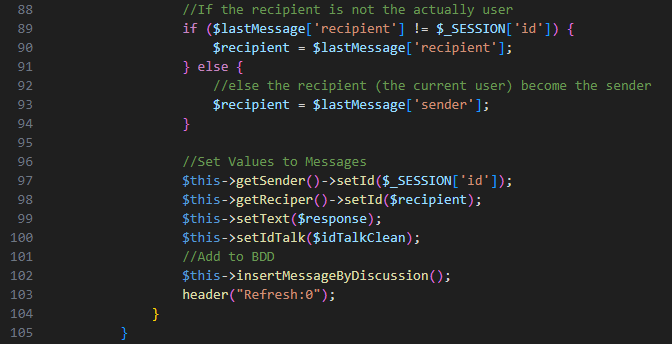 88 //If the recipient is not the actually user
89 if ($lastMessage['recipient'] != $_SESSION['id']) {
90 $recipient = $lastMessage['recipient'];
91 } else {
92 //else the recipient (the current user) become the sender
93 $recipient = $lastMessage['sender'];
94 }
95
96 //Set Values to Messages
97 $this->getSender()->setId($_SESSION['id']);
98 $this->getReciper()->setId($recipient);
99 $this->setText($response);
100 $this->setIdTalk($idTalkClean);
101 //Add to BDD
102 $this->insertMessageByDiscussion();
103 header("Refresh:0");
104 }
105 }